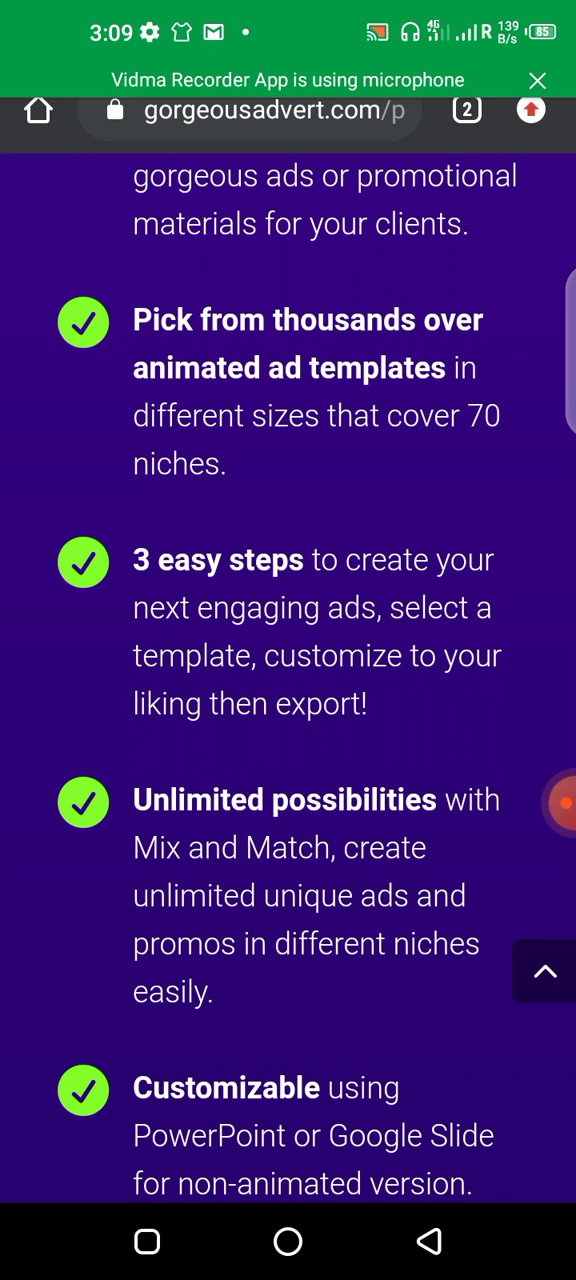 3:09
4G
R
139
B/s
85
Vidma Recorder App is using microphone
gorgeousadvert.com/p
2
gorgeous ads or promotional
materials for your clients.
Pick from thousands over
animated ad templates in
different sizes that cover 70
niches.
3 easy steps to create your
next engaging ads, select a
template, customize to your
liking then export!
Unlimited possibilities with
Mix and Match, create
unlimited unique ads and
promos in different niches
easily.
Customizable using
PowerPoint or Google Slide
for non-animated version.